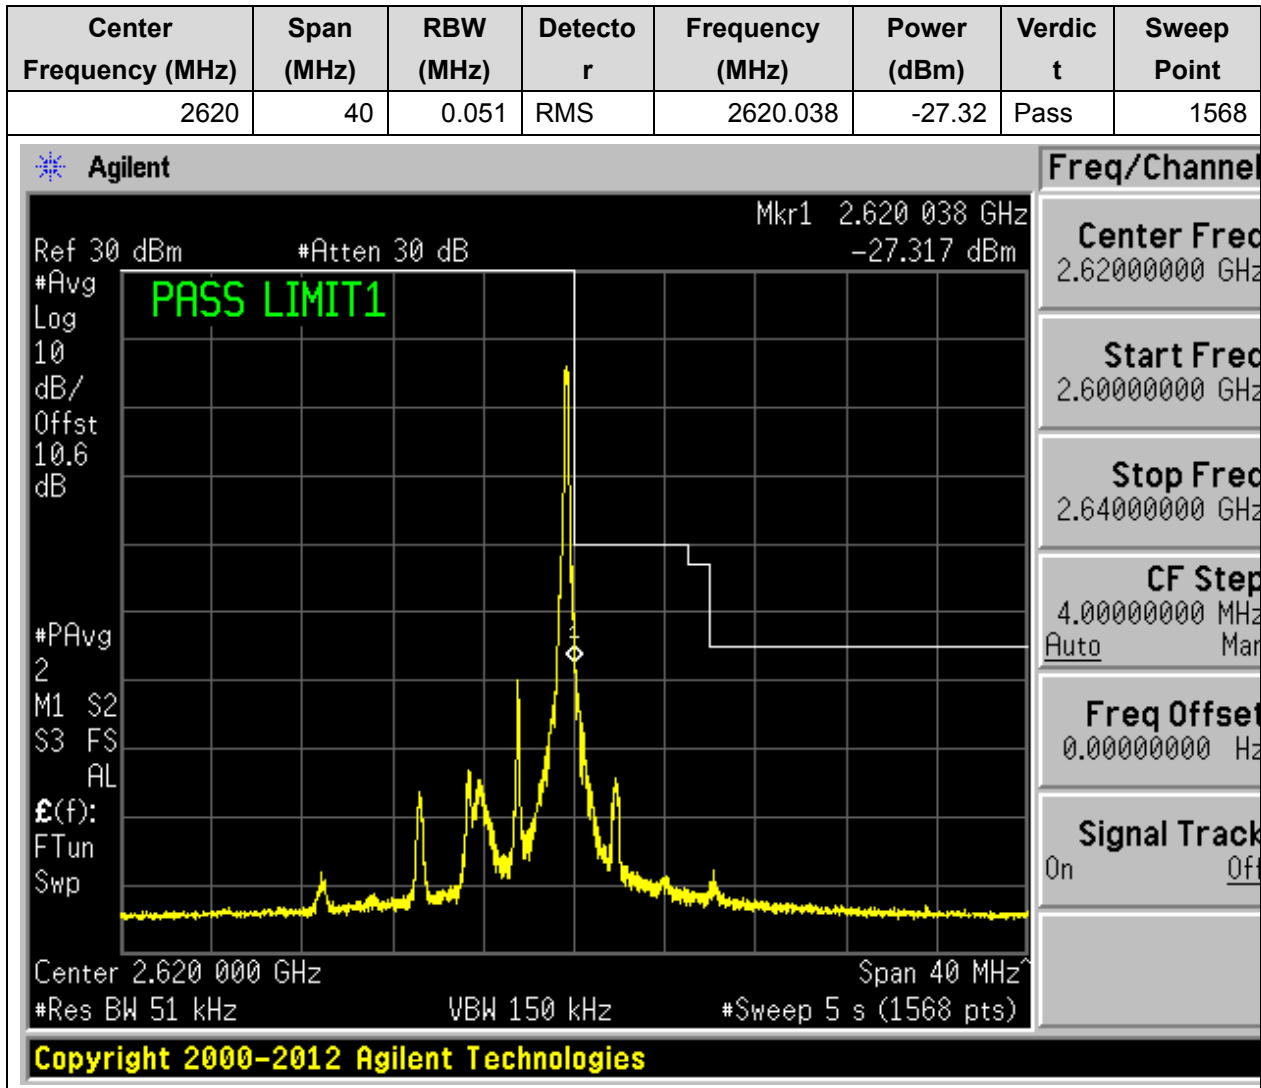 Center Frequency (MHz) Span (MHz) RBW (MHz) Detecto r Frequency (MHz) Power (dBm) Verdic t Sweep Point
2620 40 0.051 RMS 2620.038 -27.32 Pass 1568
Agilent
Freq/Channel
Mkr1 2.620 038 GHz
Ref 30 dBm #Atten 30 dB -27.317 dBm
#Avg
Log
10
dB/
Offst
10.6
dB
PASS LIMIT1
#PAvg
2
M1 S2
S3 FS
AL
£(f):
FTun
Swp
1
Center 2.620 000 GHz Span 40 MHz^
#Res BW 51 kHz VBW 150 kHz #Sweep 5 s (1568 pts)
Center Freq
2.62000000 GHz
Start Freq
2.60000000 GHz
Stop Freq
2.64000000 GHz
CF Step
4.00000000 MHz
Auto Man
Freq Offset
0.00000000 Hz
Signal Track
On Off
Copyright 2000-2012 Agilent Technologies